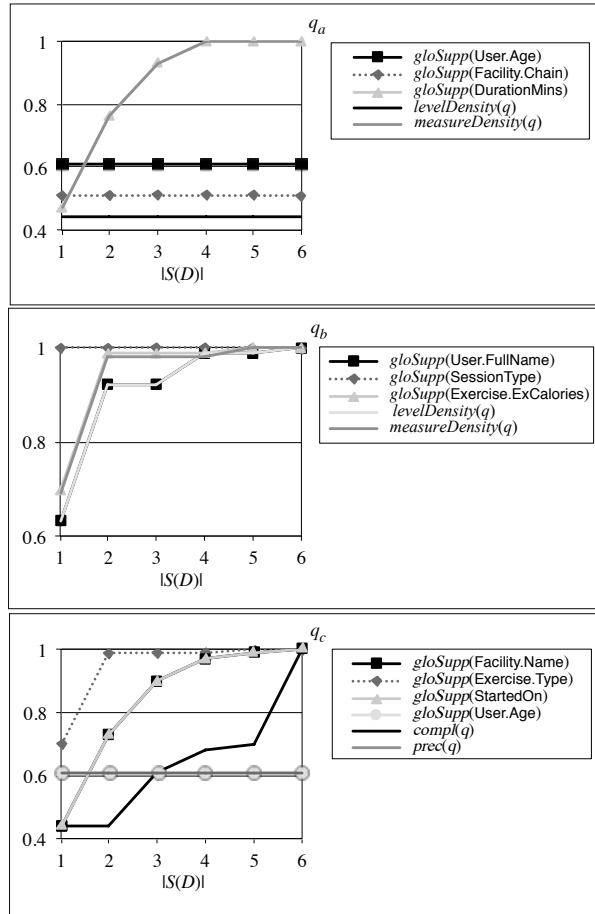 q_a
1
0.8
0.6
0.4
1 2 3 4 5 6
|S(D)|
gloSupp(User.Age)
gloSupp(Facility.Chain)
gloSupp(DurationMins)
levelDensity(q)
measureDensity(q)
q_b
1
0.8
0.6
1 2 3 4 5 6
|S(D)|
gloSupp(User.FullName)
gloSupp(SessionType)
gloSupp(Exercise.ExCalories)
levelDensity(q)
measureDensity(q)
q_c
1
0.8
0.6
0.4
1 2 3 4 5 6
|S(D)|
gloSupp(Facility.Name)
gloSupp(Exercise.Type)
gloSupp(StartedOn)
gloSupp(User.Age)
compl(q)
prec(q)